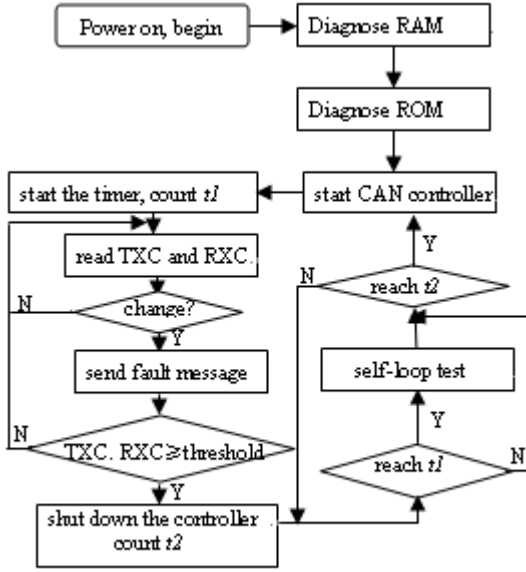 Power on, begin
Diagnose RAM
Diagnose ROM
start the timer, count t1
start CAN controller
read TXC and RXC.
Y
N
reach t2
N
change?
Y
send fault message
self-loop test
Y
N
TXC. RXC≥threshold
reach t1
N
Y
shut down the controller
count t2